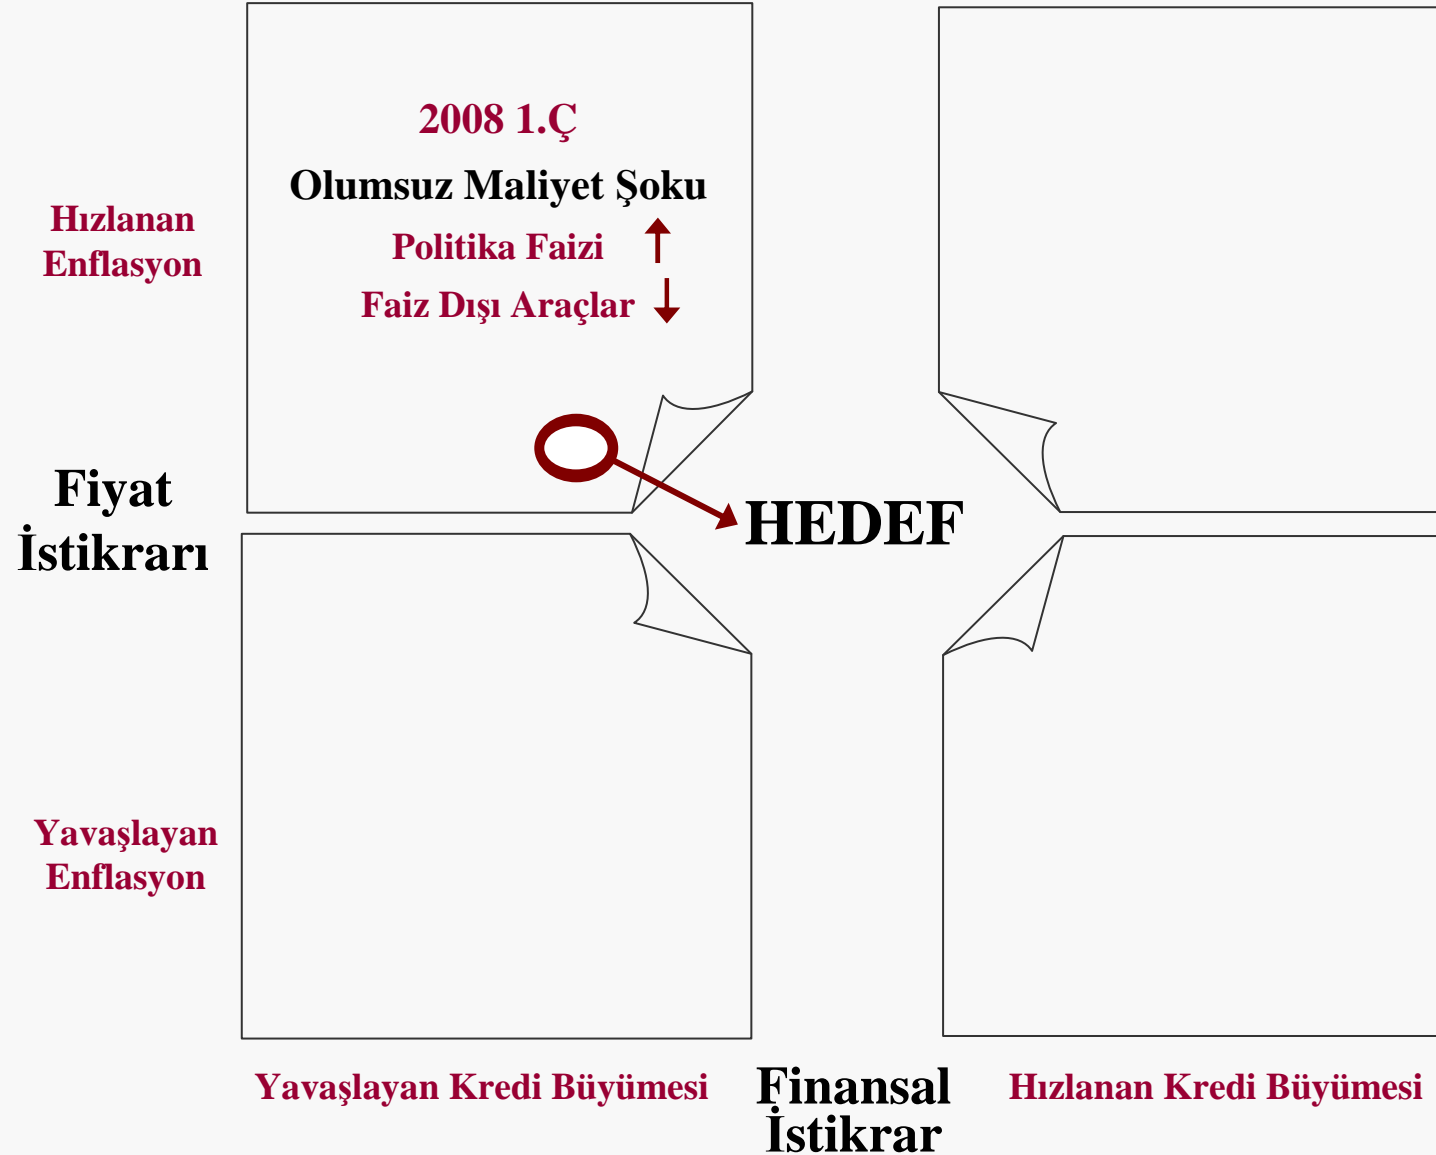 2008 1.Ç
Olumsuz Maliyet Şoku
Politika Faizi
Faiz Dışı Araçlar
Hızlanan
Enflasyon
Fiyat
İstikrarı
HEDEF
Yavaşlayan
Enflasyon
Yavaşlayan Kredi Büyümesi
Finansal
İstikrar
Hızlanan Kredi Büyümesi